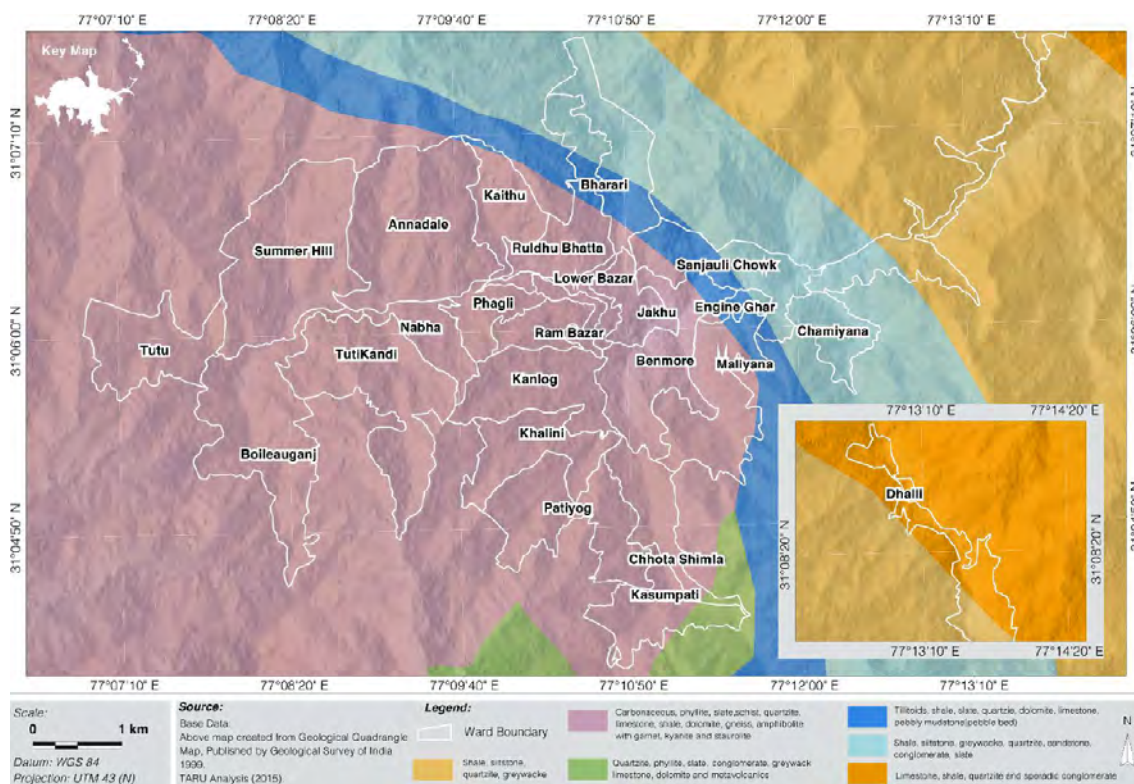 77°07'10" E 77°08'20" E 77°09'40" E 77°10'50" E 77°12'00" E 77°13'10" E
Key Map
31°07'10" N
Bharari
Kaithu
Annadale
Summer Hill
Ruldhu Bhatta
Sanjauli Chowk
Lower Bazar
Phagli
Jakhu
Engine Ghar
Nabha
Ram Bazar
Chamiyana
31°06'00" N
Tutu
TutiKandi
Benmore
Maliyana
Kanlog
77°13'10" E 77°14'20" E
Khalini
Boileauganj
Dhalli
Patiyog
31°04'50" N
31°08'20" N 31°08'20" N
Chhota Shimla
Kasumpati
77°13'10" E 77°14'20" E
77°07'10" E 77°08'20" E 77°09'40" E 77°10'50" E 77°12'00" E 77°13'10" E
Scale:
0 1 km
Datum: WGS 84
Projection: UTM 43 (N)
Source:
Base Data:
Above map created from Geological Quadrangle
Map, Published by Geological Survey of India
1999.
TARU Analysis (2015)
Legend:
Ward Boundary
Shale, siltstone,
quartzite, greywacke
Carbonaceous, phyllite, slate,schist, quartzite,
limestone, shale, dolomite, gneiss, amphibolite
with garnet, kyanite and staurolite
Quartzite, phyllite, slate, conglomerate, greywack
limestone, dolomite and metavolcanics
Tillitoids, shale, slate, quartzie, dolomite, limestone,
pebbly mudstone(pebble bed)
Shale, siltstone, greywacke, quartzite, sandstone,
conglomerate, slate
Limestone, shale, quartzite and sporadic conglomerate
N